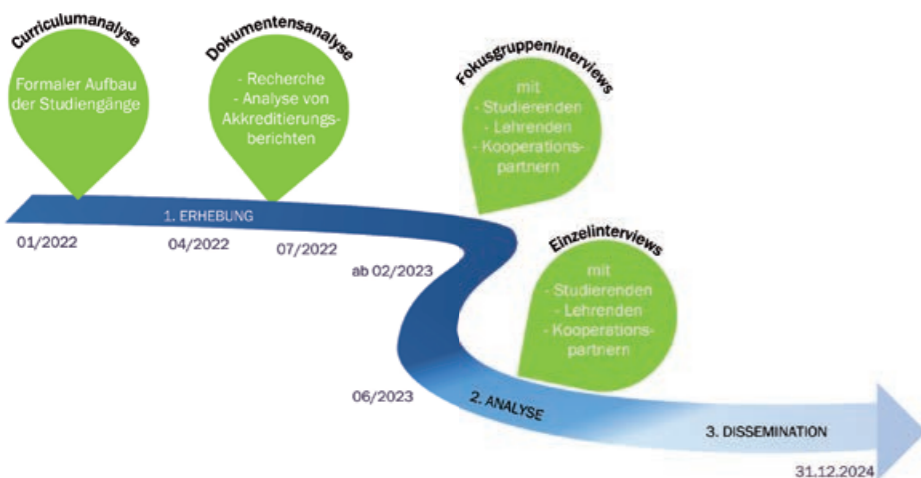 Curriculumanalyse
Formaler Aufbau
der Studiengänge
Dokumentensanalyse
- Recherche
- Analyse von
Akkreditierungs-
berichten
Fokusgruppeninterviews
mit
- Studierenden
- Lehrenden
- Kooperations-
partnern
1. ERHEBUNG
01/2022
04/2022
07/2022
ab 02/2023
Einzelinterviews
mit
- Studierenden
- Lehrenden
- Kooperations-
partnern
06/2023
2. ANALYSE
3. DISSEMINATION
31.12.2024